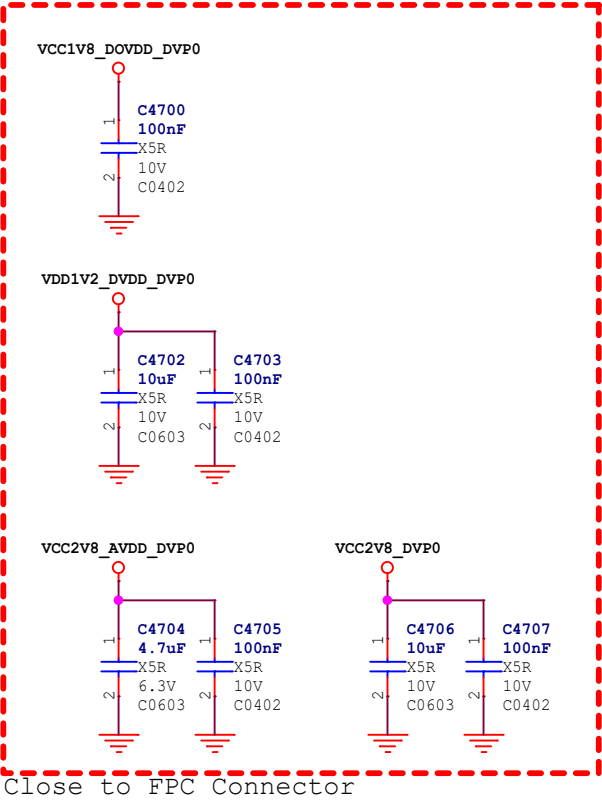 VCC1V8_DOVDD_DVP0
C4700
1
100nF
X5R
10V
2
C0402
VDD1V2_DVDD_DVP0
C4702 C4703
1 1
10uF 100nF
X5R X5R
10V 10V
2 2
C0603 C0402
VCC2V8_AVDD_DVP0 VCC2V8_DVP0
C4704 C4705 C4706 C4707
1 1 1 1
4.7uF 100nF 10uF 100nF
X5R X5R X5R X5R
6.3V 10V 10V 10V
2 2 2 2
C0603 C0402 C0603 C0402
Close to FPC Connector